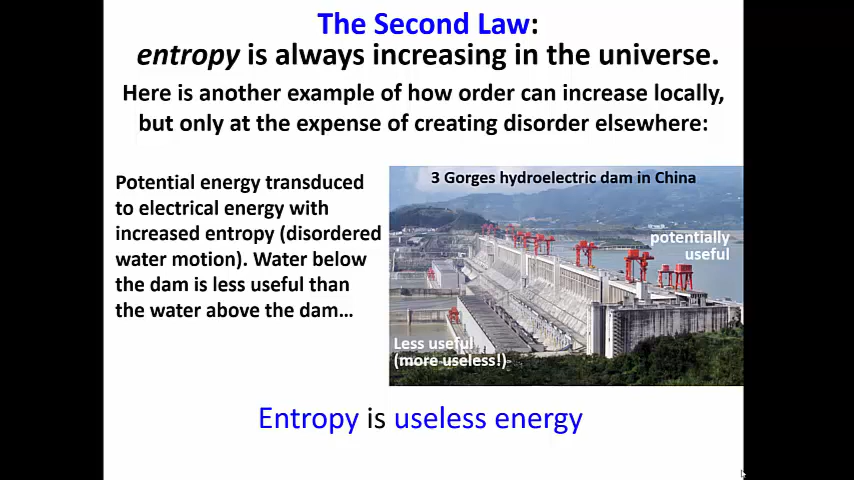 The Second Law:
entropy is always increasing in the universe.
Here is another example of how order can increase locally,
but only at the expense of creating disorder elsewhere:
Potential energy transduced
to electrical energy with
increased entropy (disordered
water motion). Water below
the dam is less useful than
the water above the dam…
3 Gorges hydroelectric dam in China
potentially
useful
Less useful
(more useless!)
Entropy is useless energy